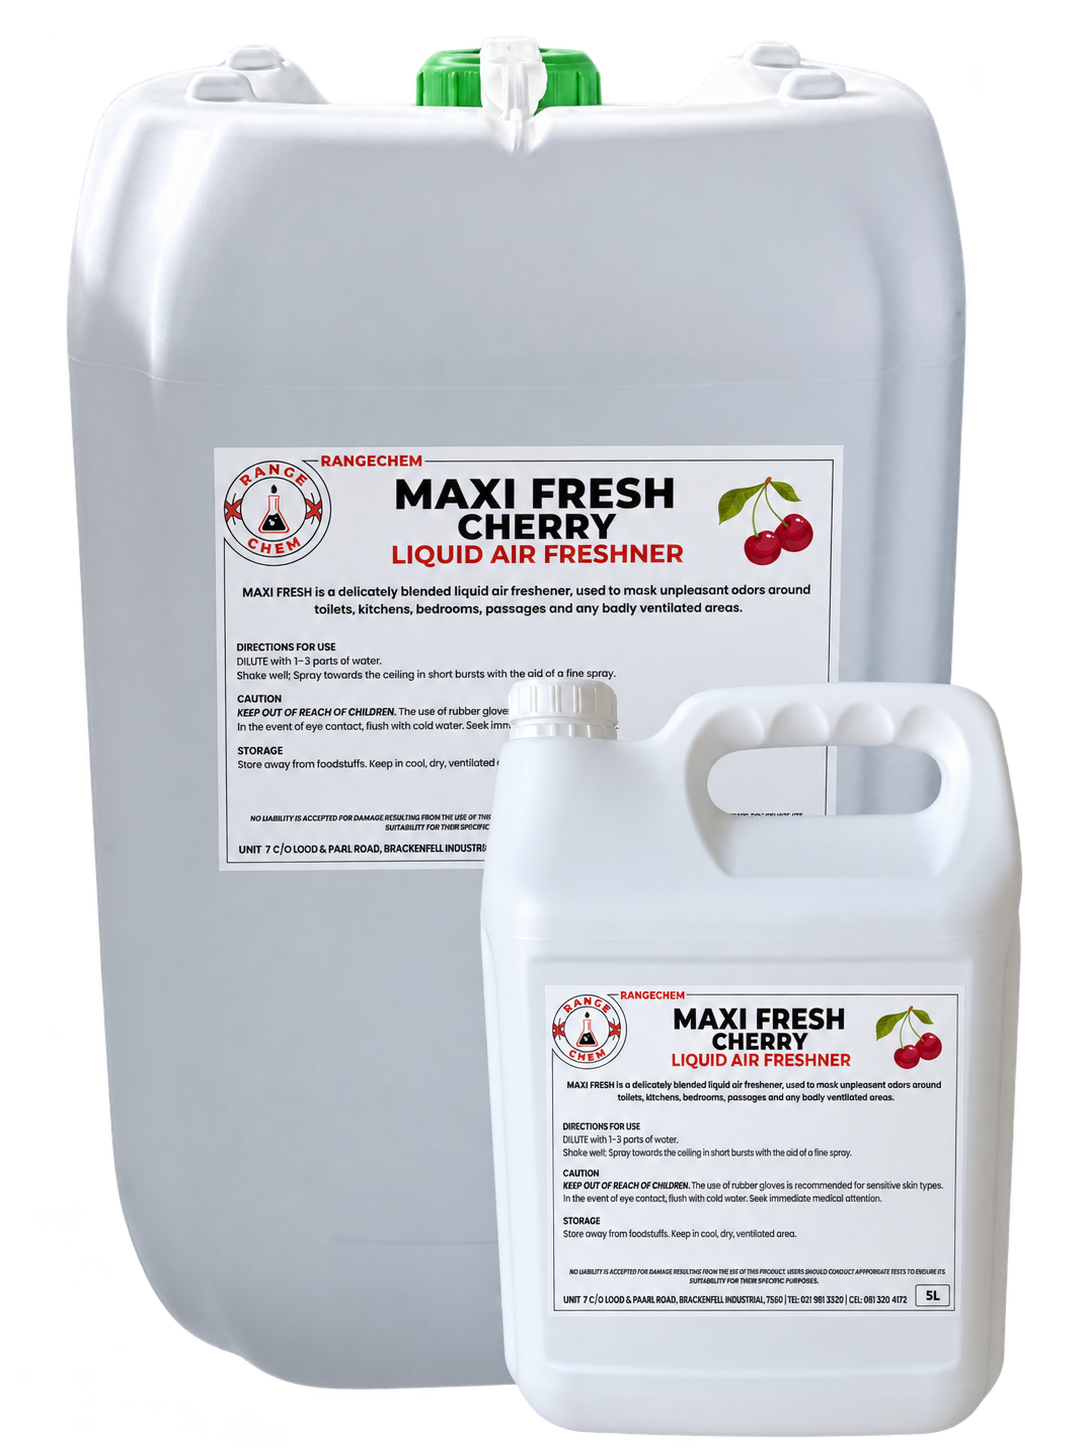 RANGECHEM
RANGE
CHEM
MAXI FRESH
CHERRY
LIQUID AIR FRESHNER
MAXI FRESH is a delicately blended liquid air freshener, used to mask unpleasant odors around
toilets, kitchens, bedrooms, passages and any badly ventilated areas.
DIRECTIONS FOR USE
DILUTE with 1-3 parts of water.
Shake well; Spray towards the ceiling in short bursts with the aid of a fine spray.
CAUTION
KEEP OUT OF REACH OF CHILDREN. The use of rubber glove
In the event of eye contact, flush with cold water. Seek imm
STORAGE
Store away from foodstuffs. Keep in cool, dry, ventilated
NO LIABILITY IS ACCEPTED FOR DAMAGE RESULTING FROM THE USE OF THIS
SUITABILITY FOR THEIR SPECIFIC
UNIT 7 C/O LOOD & PARL ROAD, BRACKENFELL INDUSTRI
RANGECHEM
RANGE
CHEM
MAXI FRESH
CHERRY
LIQUID AIR FRESHNER
MAXI FRESH is a delicately blended liquid air freshener, used to mask unpleasant odors around
toilets, kitchens, bedrooms, passages and any badly ventilated areas.
DIRECTIONS FOR USE
DILUTE with 1-3 parts of water.
Shake well; Spray towards the ceiling in short bursts with the aid of a fine spray.
CAUTION
KEEP OUT OF REACH OF CHILDREN. The use of rubber gloves is recommended for sensitive skin types.
In the event of eye contact, flush with cold water. Seek immediate medical attention.
STORAGE
Store away from foodstuffs. Keep in cool, dry, ventilated area.
NO LIABILITY IS ACCEPTED FOR DAMAGE RESULTING FROM THE USE OF THIS PRODUCT. USERS SHOULD CONDUCT APPPORIATE TESTS TO ENSURE ITS
SUITABILITY FOR THEIR SPECIFIC PURPOSES.
UNIT 7 C/O LOOD & PAARL ROAD, BRACKENFELL INDUSTRIAL, 7560 | TEL: 021 981 3320 | CEL: 081 320 4172
5L